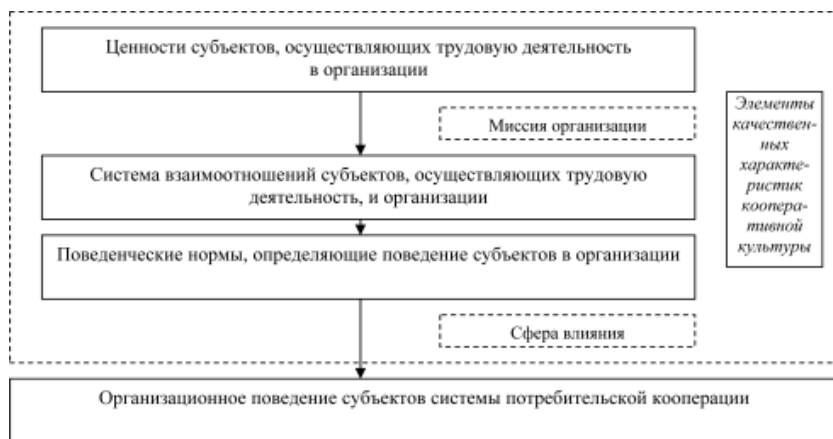 Ценности субъектов, осуществляющих трудовую деятельность
в организации
Миссия организации
Элементы
качествен-
ных
характе-
ристик
коопера-
тивной
культуры
Система взаимоотношений субъектов, осуществляющих трудовую
деятельность, и организации
Поведенческие нормы, определяющие поведение субъектов в организации
Сфера влияния
Организационное поведение субъектов системы потребительской кооперации